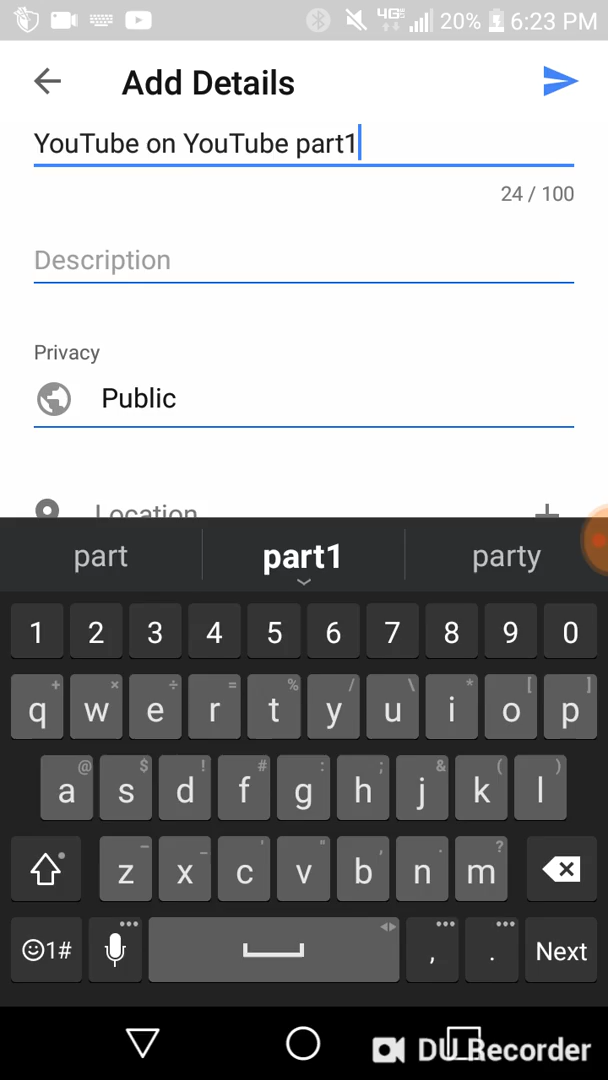 4G 20% 6:23 PM
Add Details
YouTube on YouTube part1
24 / 100
Description
Privacy
Public
Location
part part1 party
1 2 3 4 5 6 7 8 9 0
+ × ÷ = % / \ * [ ]
q w e r t y u i o p
@ $ ! # : ; & ( )
a s d f g h j k l
– _ ' " , . ?
z x c v b n m
1# , . Next
DU Recorder